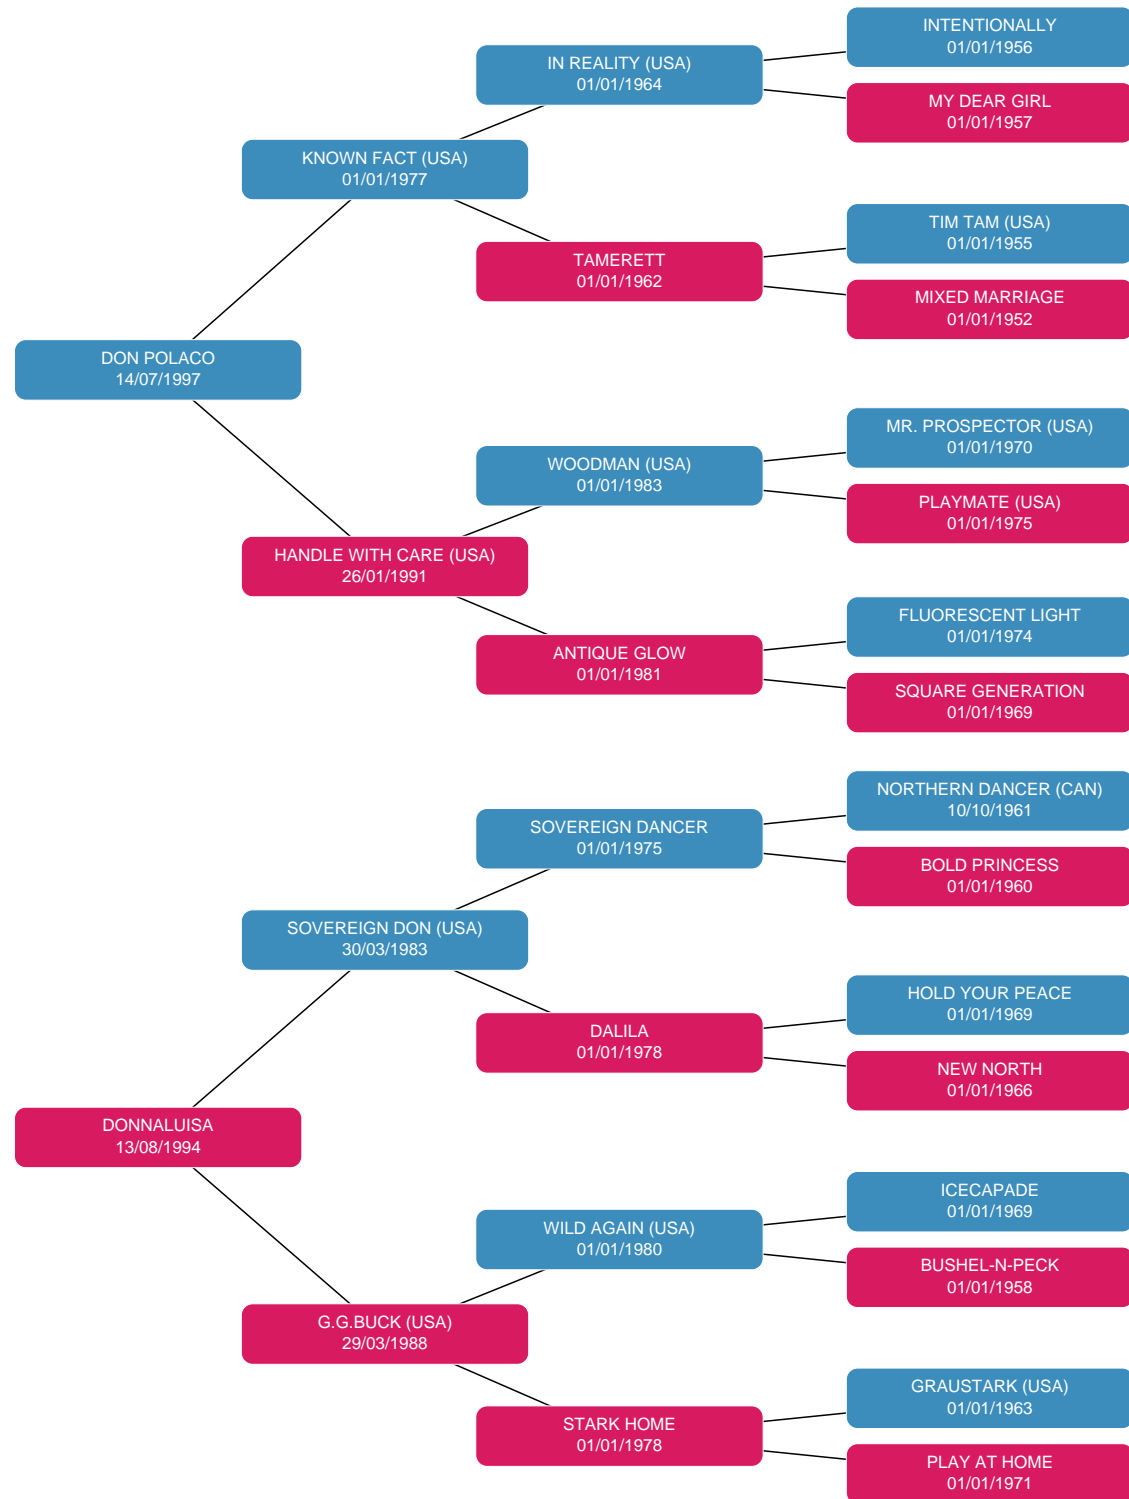 INTENTIONALLY
01/01/1956
IN REALITY (USA)
01/01/1964
MY DEAR GIRL
01/01/1957
KNOWN FACT (USA)
01/01/1977
TIM TAM (USA)
01/01/1955
TAMERETT
01/01/1962
MIXED MARRIAGE
01/01/1952
DON POLACO
14/07/1997
MR. PROSPECTOR (USA)
01/01/1970
WOODMAN (USA)
01/01/1983
PLAYMATE (USA)
01/01/1975
HANDLE WITH CARE (USA)
26/01/1991
FLUORESCENT LIGHT
01/01/1974
ANTIQUE GLOW
01/01/1981
SQUARE GENERATION
01/01/1969
NORTHERN DANCER (CAN)
10/10/1961
SOVEREIGN DANCER
01/01/1975
BOLD PRINCESS
01/01/1960
SOVEREIGN DON (USA)
30/03/1983
HOLD YOUR PEACE
01/01/1969
DALILA
01/01/1978
NEW NORTH
01/01/1966
DONNALUISA
13/08/1994
ICECAPADE
01/01/1969
WILD AGAIN (USA)
01/01/1980
BUSHEL-N-PECK
01/01/1958
G.G.BUCK (USA)
29/03/1988
GRAUSTARK (USA)
01/01/1963
STARK HOME
01/01/1978
PLAY AT HOME
01/01/1971